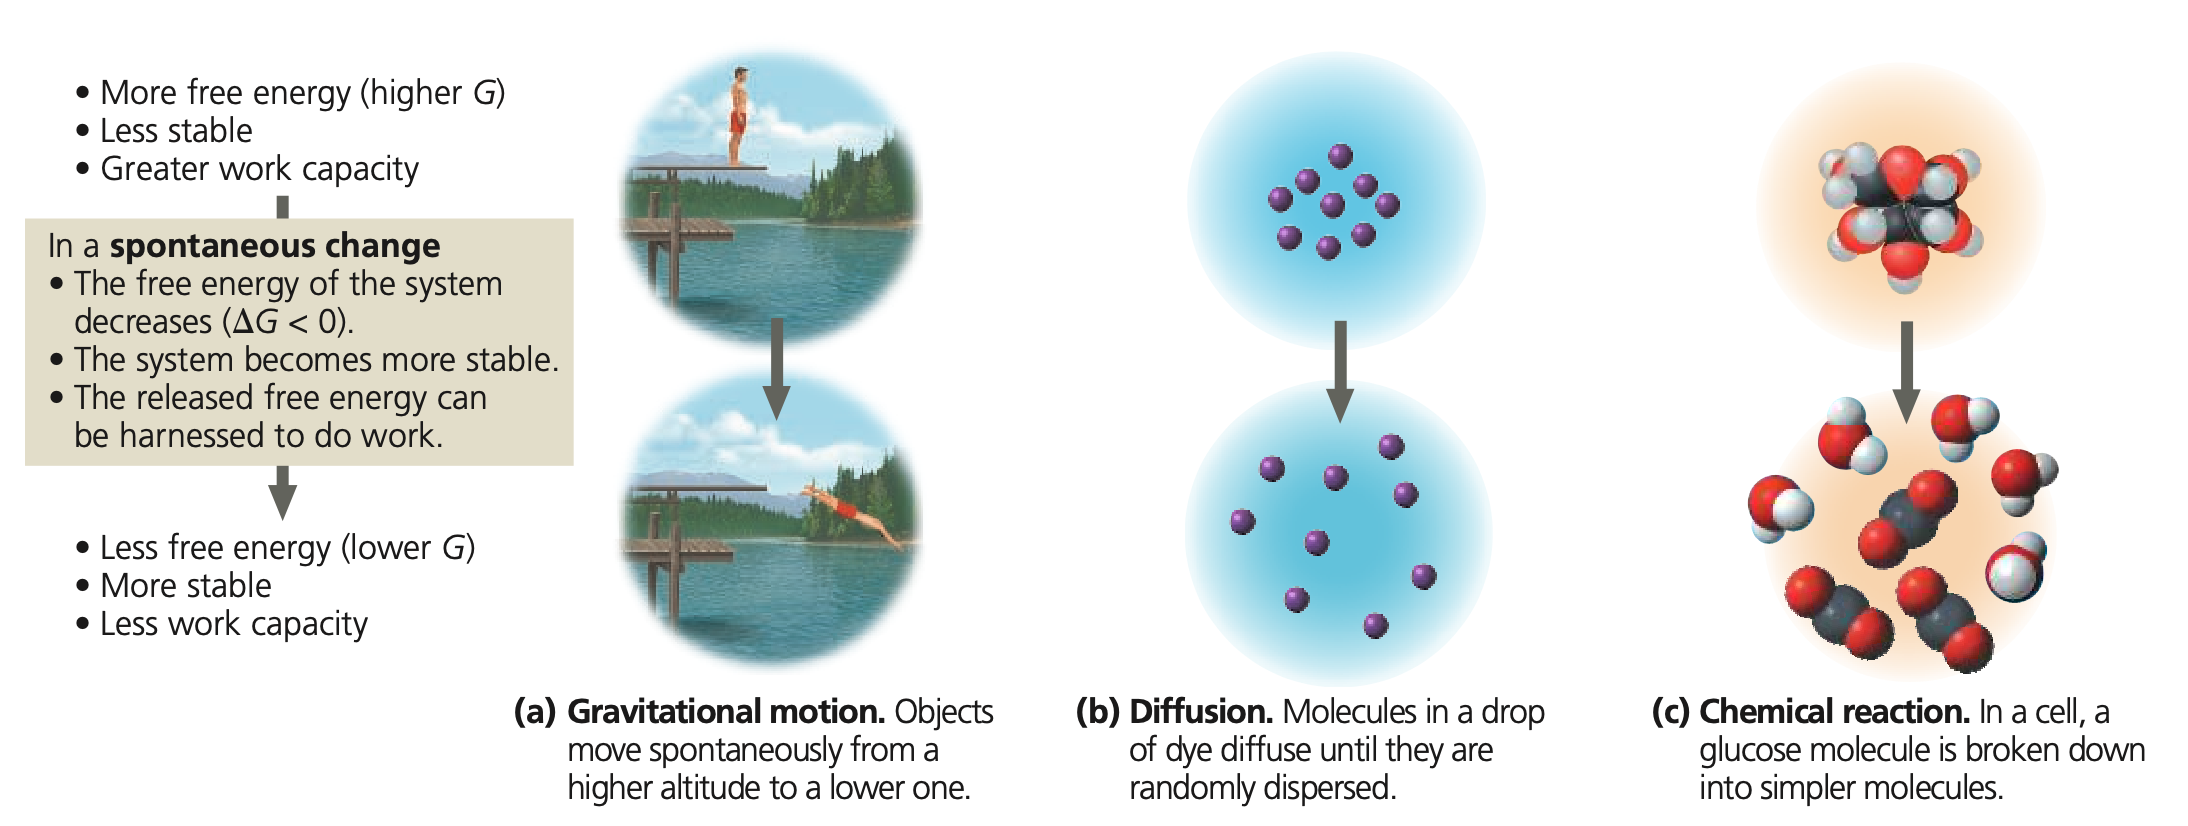 • More free energy (higher G)
• Less stable
• Greater work capacity
In a spontaneous change
• The free energy of the system
decreases (ΔG < 0).
• The system becomes more stable.
• The released free energy can
be harnessed to do work.
• Less free energy (lower G)
• More stable
• Less work capacity
(a) Gravitational motion. Objects
move spontaneously from a
higher altitude to a lower one.
(b) Diffusion. Molecules in a drop
of dye diffuse until they are
randomly dispersed.
(c) Chemical reaction. In a cell, a
glucose molecule is broken down
into simpler molecules.